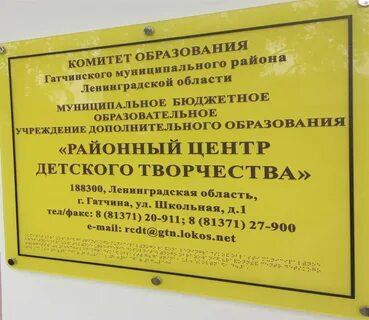 КОМИТЕТ ОБРАЗОВАНИЯ
Гатчинского муниципального района
Ленинградской области
МУНИЦИПАЛЬНОЕ БЮДЖЕТНОЕ
ОБРАЗОВАТЕЛЬНОЕ
УЧРЕЖДЕНИЕ ДОПОЛНИТЕЛЬНОГО ОБРАЗОВАНИЯ
«РАЙОННЫЙ ЦЕНТР
ДЕТСКОГО ТВОРЧЕСТВА»
188300, Ленинградская область,
г. Гатчина, ул. Школьная, д.1
тел/факс: 8 (81371) 20-911; 8 (81371) 27-900
e-mail: rcdt@gtn.lokos.net